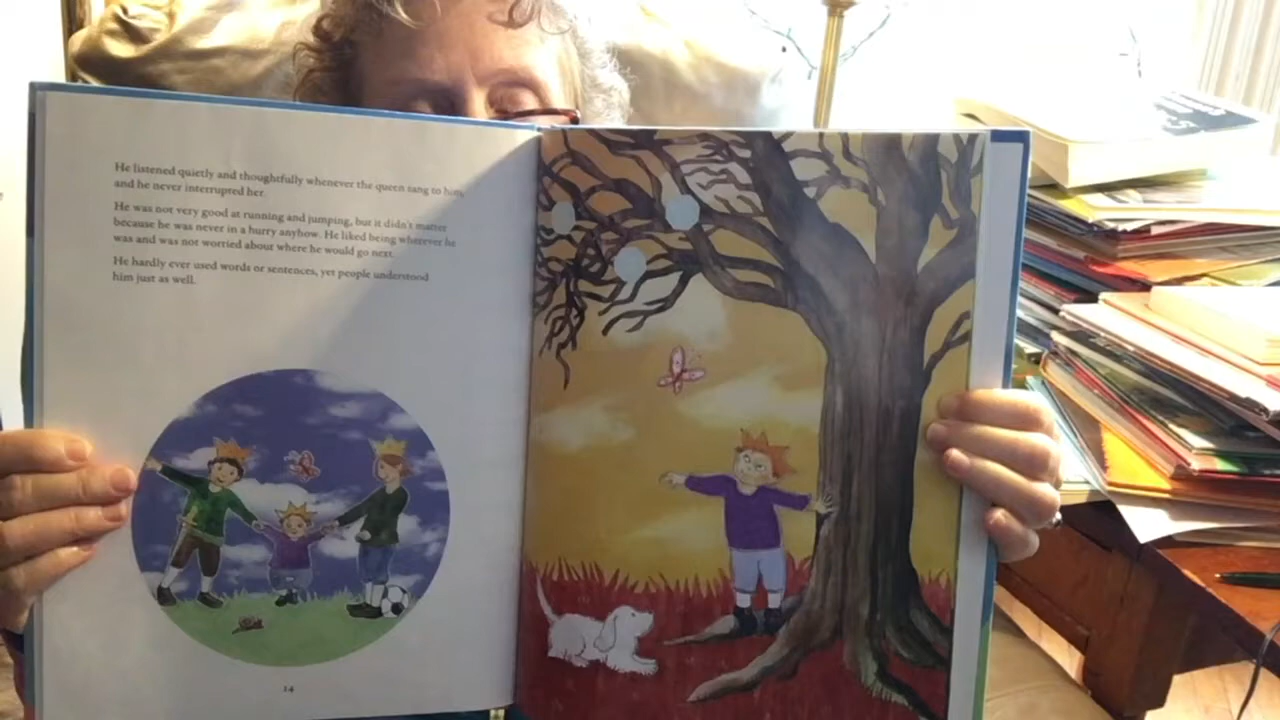 He listened quietly and thoughtfully whenever the queen sang to him,
and he never interrupted her.
He was not very good at running and jumping, but it didn't matter
because he was never in a hurry anyhow. He liked being wherever he
was and was not worried about where he would go next.
He hardly ever used words or sentences, yet people understood
him just as well.
14